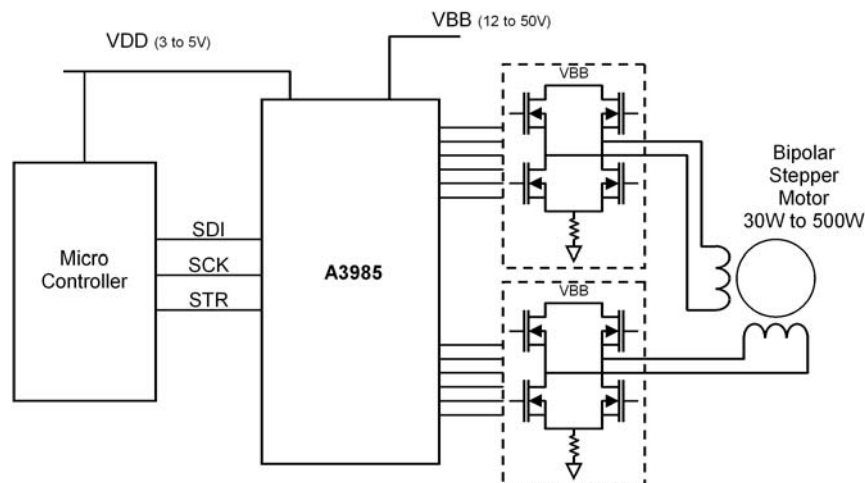 VDD (3 to 5V)
VBB (12 to 50V)
VBB
Bipolar
Stepper
Motor
30W to 500W
Micro
Controller
SDI
SCK
STR
A3985
VBB